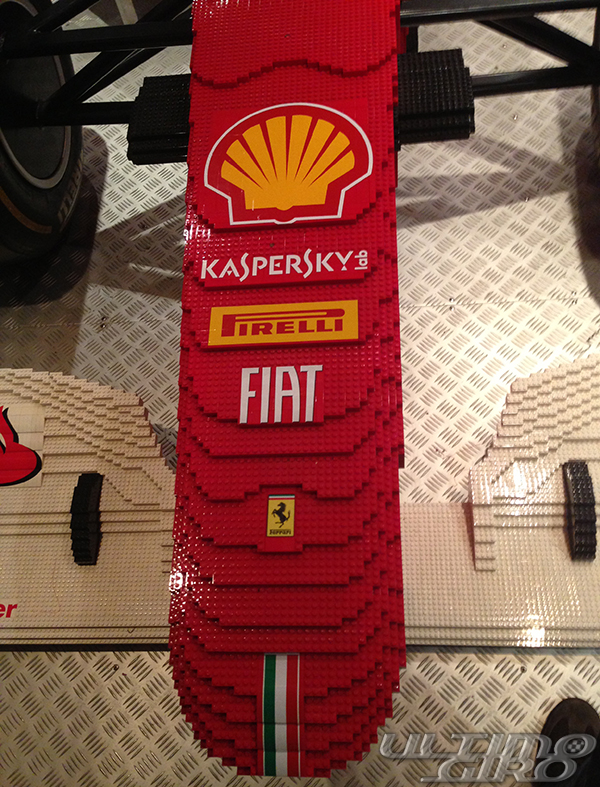 KASPERSKY lab
PIRELLI
FIAT
Ferrari
er
ULTIMO
GIRO